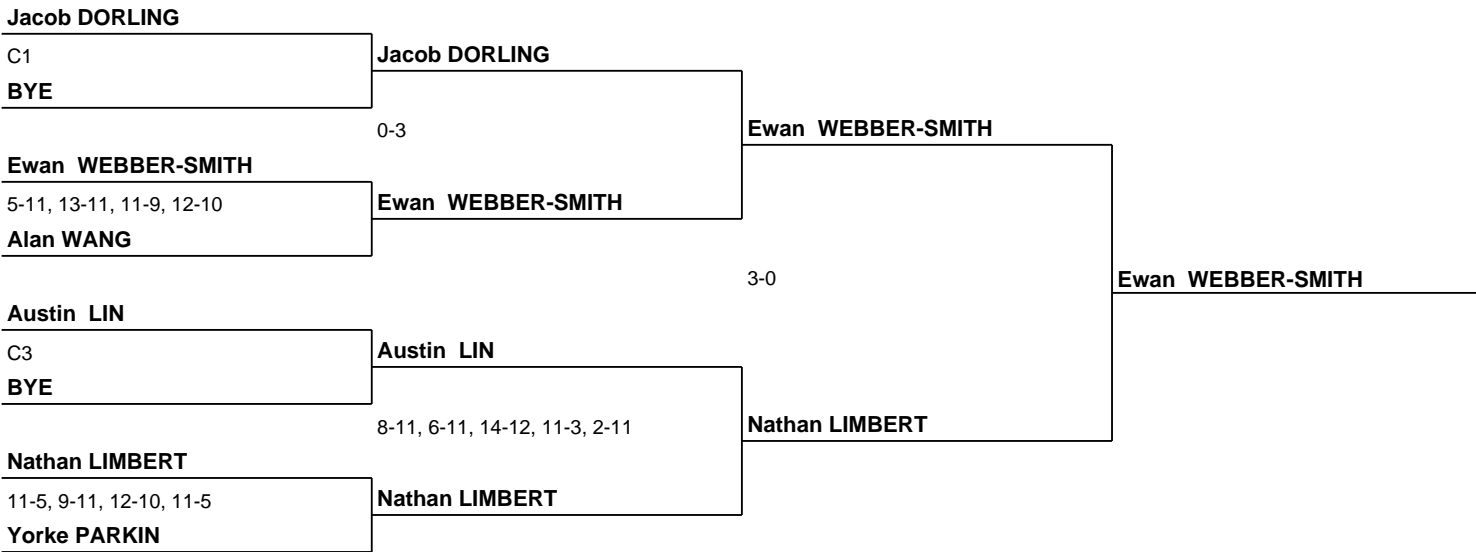 Jacob DORLING
C1
BYE
Jacob DORLING
0-3
Ewan WEBBER-SMITH
5-11, 13-11, 11-9, 12-10
Alan WANG
Ewan WEBBER-SMITH
Ewan WEBBER-SMITH
3-0
Ewan WEBBER-SMITH
Austin LIN
C3
BYE
Austin LIN
8-11, 6-11, 14-12, 11-3, 2-11
Nathan LIMBERT
11-5, 9-11, 12-10, 11-5
Yorke PARKIN
Nathan LIMBERT
Nathan LIMBERT